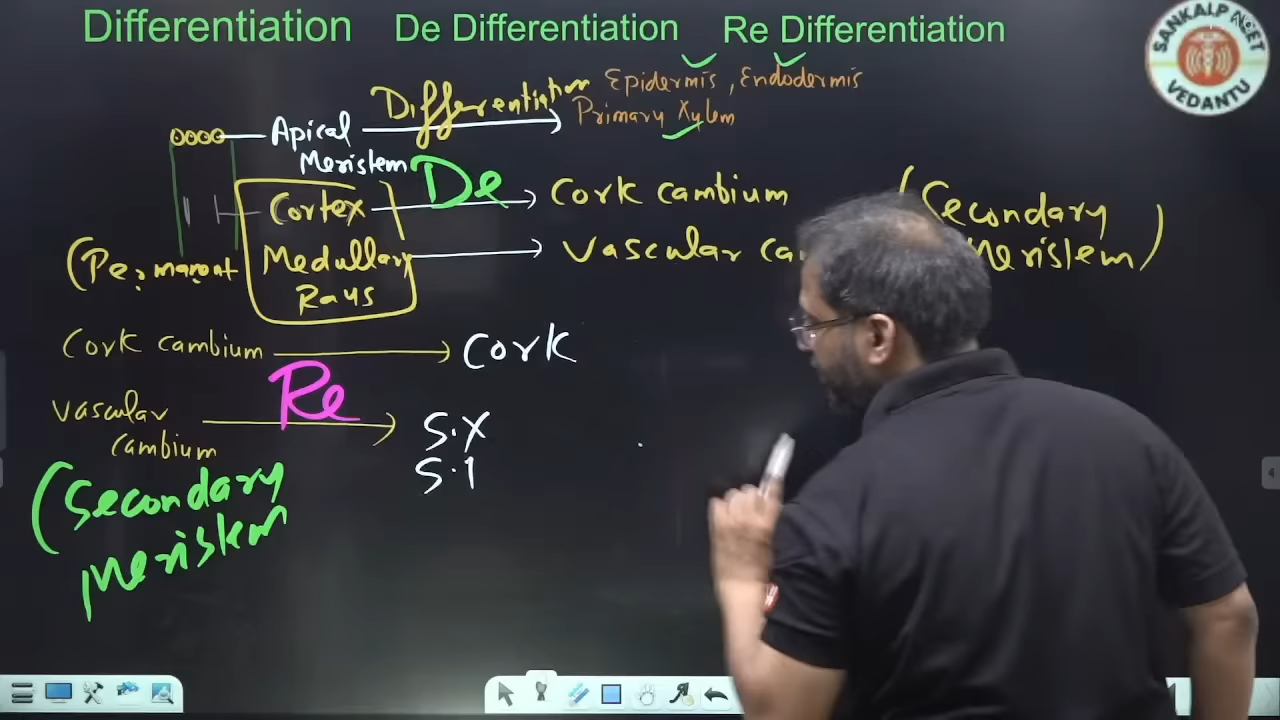 Differentiation De Differentiation Re Differentiation
SANKALP NEET
VEDANTU
Differentiation Epidermis, Endodermis
Primary Xylem
Apical
Meristem
De
Cortex Cork cambium (Secondary
Meristem)
(Permanent Medullary Vascular
Rays
Cork cambium Cork
Re
Vascular
cambium
S.X
(Secondary
Meristem